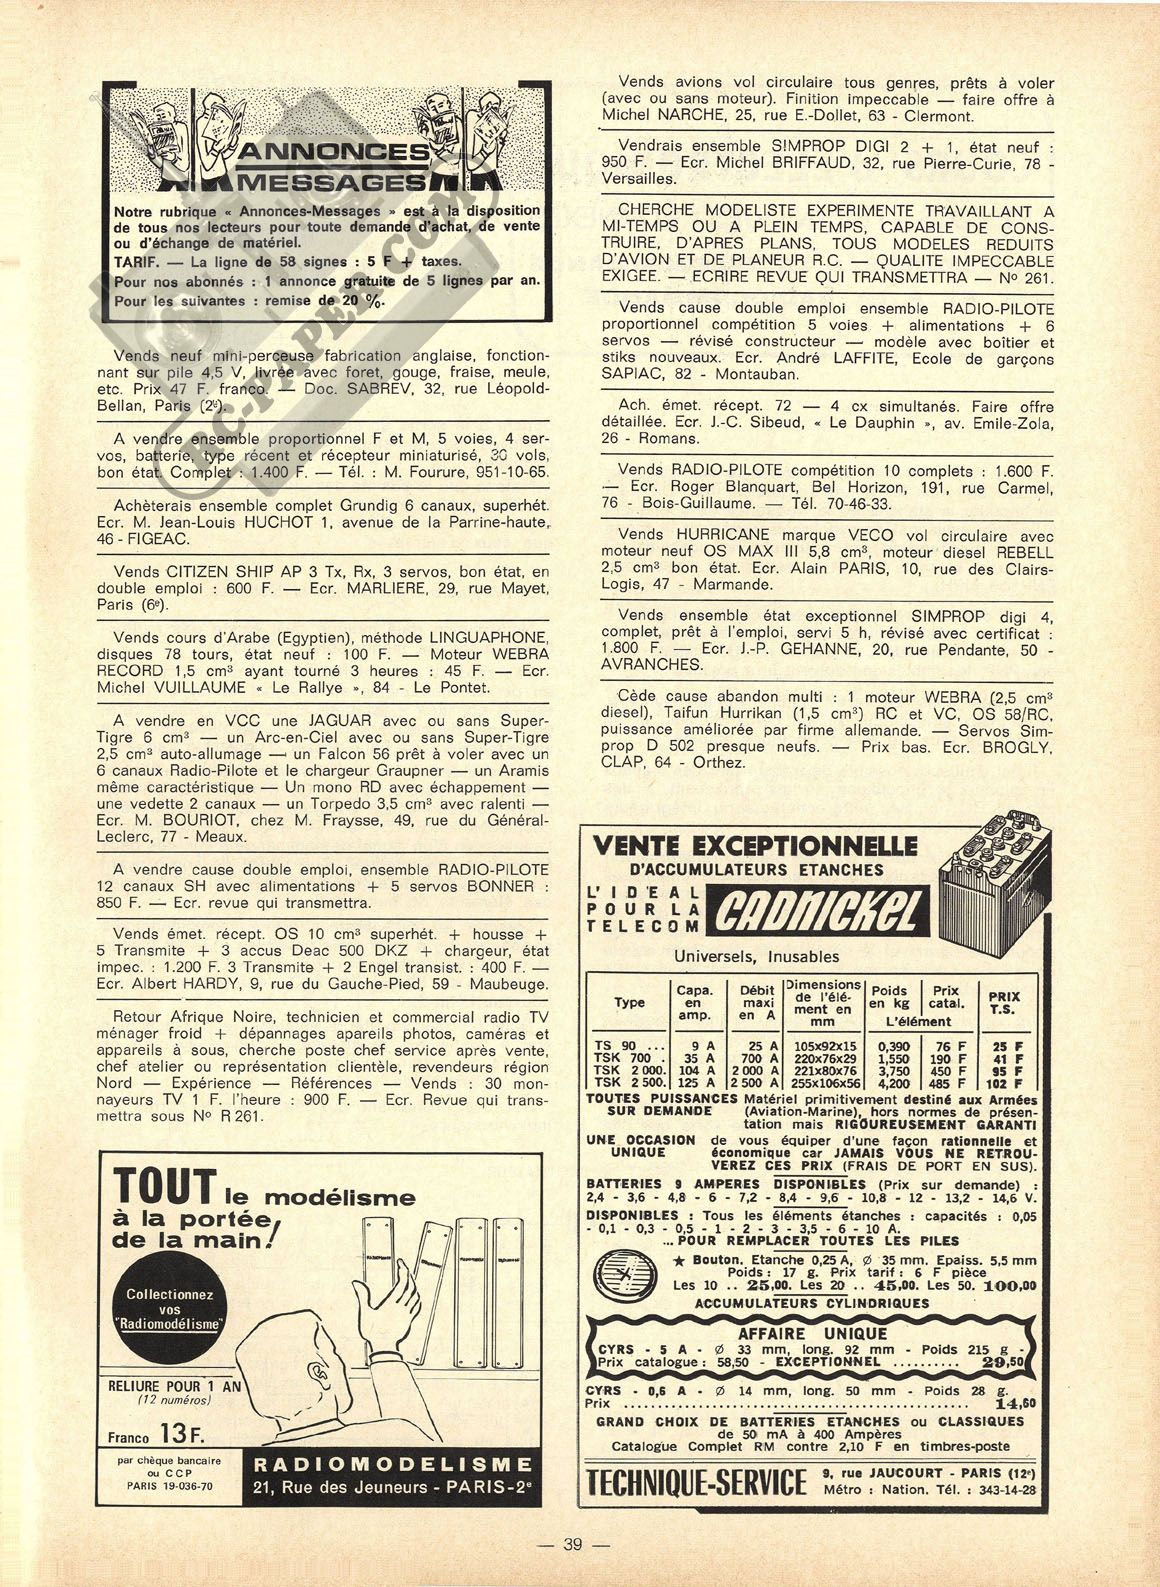 ANNONCES
MESSAGES
Notre rubrique « Annonces-Messages » est à la disposition
de tous nos lecteurs pour toute demande d'achat, de vente
ou d'échange de matériel.
TARIF. — La ligne de 58 signes : 5 F + taxes.
Pour nos abonnés : 1 annonce gratuite de 5 lignes par an.
Pour les suivantes : remise de 20 %.
RC-PAPER.COM
Vends neuf mini-perceuse fabrication anglaise, fonction-
nant sur pile 4,5 V, livrée avec foret, gouge, fraise, meule,
etc. Prix 47 F. franco. — Doc. SABREV, 32, rue Léopold-
Bellan, Paris (2e).
A vendre ensemble proportionnel F et M, 5 voies, 4 ser-
vos, batterie, type récent et récepteur miniaturisé, 30 vols,
bon état. Complet : 1.400 F. — Tél. : M. Fourure, 951-10-65.
Achèterais ensemble complet Grundig 6 canaux, superhét.
Ecr. M. Jean-Louis HUCHOT 1, avenue de la Parrine-haute,
46 - FIGEAC.
Vends CITIZEN SHIP AP 3 Tx, Rx, 3 servos, bon état, en
double emploi : 600 F. — Ecr. MARLIERE, 29, rue Mayet,
Paris (6e).
Vends cours d'Arabe (Egyptien), méthode LINGUAPHONE,
disques 78 tours, état neuf : 100 F. — Moteur WEBRA
RECORD 1,5 cm³ ayant tourné 3 heures : 45 F. — Ecr.
Michel VUILLAUME « Le Rallye », 84 - Le Pontet.
A vendre en VCC une JAGUAR avec ou sans Super-
Tigre 6 cm³ — un Arc-en-Ciel avec ou sans Super-Tigre
2,5 cm³ auto-allumage — un Falcon 56 prêt à voler avec un
6 canaux Radio-Pilote et le chargeur Graupner — un Aramis
même caractéristique — Un mono RD avec échappement —
une vedette 2 canaux — un Torpedo 3,5 cm³ avec ralenti —
Ecr. M. BOURIOT, chez M. Fraysse, 49, rue du Général-
Leclerc, 77 - Meaux.
A vendre cause double emploi, ensemble RADIO-PILOTE
12 canaux SH avec alimentations + 5 servos BONNER :
850 F. — Ecr. revue qui transmettra.
Vends émet. récept. OS 10 cm³ superhét. + housse +
5 Transmite + 3 accus Deac 500 DKZ + chargeur, état
impec. : 1.200 F. 3 Transmite + 2 Engel transist. : 400 F. —
Ecr. Albert HARDY, 9, rue du Gauche-Pied, 59 - Maubeuge.
Retour Afrique Noire, technicien et commercial radio TV
ménager froid + dépannages appareils photos, caméras et
appareils à sous, cherche poste chef service après vente,
chef atelier ou représentation clientèle, revendeurs région
Nord — Expérience — Références — Vends : 30 mon-
nayeurs TV 1 F. l'heure : 900 F. — Ecr. Revue qui trans-
mettra sous N° R 261.
TOUT le modélisme
à la portée
de la main!
Collectionnez
vos
"Radiomodélisme"
RELIURE POUR 1 AN
(12 numéros)
Franco 13 F.
par chèque bancaire
ou CCP
PARIS 19-036-70
RADIOMODELISME
21, Rue des Jeuneurs - PARIS-2e
Vends avions vol circulaire tous genres, prêts à voler
(avec ou sans moteur). Finition impeccable — faire offre à
Michel NARCHE, 25, rue E.-Dollet, 63 - Clermont.
Vendrais ensemble SIMPROP DIGI 2 + 1, état neuf :
950 F. — Ecr. Michel BRIFFAUD, 32, rue Pierre-Curie, 78 -
Versailles.
CHERCHE MODELISTE EXPERIMENTE TRAVAILLANT A
MI-TEMPS OU A PLEIN TEMPS, CAPABLE DE CONS-
TRUIRE, D'APRES PLANS, TOUS MODELES REDUITS
D'AVION ET DE PLANEUR R.C. — QUALITE IMPECCABLE
EXIGEE. — ECRIRE REVUE QUI TRANSMETTRA — N° 261.
Vends cause double emploi ensemble RADIO-PILOTE
proportionnel compétition 5 voies + alimentations + 6
servos — révisé constructeur — modèle avec boîtier et
stiks nouveaux. Ecr. André LAFFITE, Ecole de garçons
SAPIAC, 82 - Montauban.
Ach. émet. récept. 72 — 4 cx simultanés. Faire offre
détaillée. Ecr. J.-C. Sibeud, « Le Dauphin », av. Emile-Zola,
26 - Romans.
Vends RADIO-PILOTE compétition 10 complets : 1.600 F.
— Ecr. Roger Blanquart, Bel Horizon, 191, rue Carmel,
76 - Bois-Guillaume. — Tél. 70-46-33.
Vends HURRICANE marque VECO vol circulaire avec
moteur neuf OS MAX III 5,8 cm³, moteur diesel REBELL
2,5 cm³ bon état. Ecr. Alain PARIS, 10, rue des Clairs-
Logis, 47 - Marmande.
Vends ensemble état exceptionnel SIMPROP digi 4,
complet, prêt à l'emploi, servi 5 h, révisé avec certificat :
1.800 F. — Ecr. J.-P. GEHANNE, 20, rue Pendante, 50 -
AVRANCHES.
Cède cause abandon multi : 1 moteur WEBRA (2,5 cm³
diesel), Taifun Hurrikan (1,5 cm³) RC et VC, OS 58/RC,
puissance améliorée par firme allemande. — Servos Sim-
prop D 502 presque neufs. — Prix bas. Ecr. BROGLY,
CLAP, 64 - Orthez.
VENTE EXCEPTIONNELLE
D'ACCUMULATEURS ETANCHES
L'IDEAL
POUR LA
TELECOM
CADNICKEL
Universels, Inusables
Type Capa. en amp. Débit maxi en A Dimensions de l'élé- ment en mm Poids en kg Prix catal. L'élément PRIX T.S.
TS 90 ... 9 A 25 A 105x92x15 0,390 76 F 25 F
TSK 700 . 35 A 700 A 220x76x29 1,550 190 F 41 F
TSK 2 000. 104 A 2 000 A 221x80x76 3,750 450 F 95 F
TSK 2 500. 125 A 2 500 A 255x106x56 4,200 485 F 102 F
TOUTES PUISSANCES Matériel primitivement destiné aux Armées
SUR DEMANDE (Aviation-Marine), hors normes de présen-
tation mais RIGOUREUSEMENT GARANTI
UNE OCCASION de vous équiper d'une façon rationnelle et
UNIQUE économique car JAMAIS VOUS NE RETROU-
VEREZ CES PRIX (FRAIS DE PORT EN SUS).
BATTERIES 9 AMPERES DISPONIBLES (Prix sur demande) :
2,4 - 3,6 - 4,8 - 6 - 7,2 - 8,4 - 9,6 - 10,8 - 12 - 13,2 - 14,6 V.
DISPONIBLES : Tous les éléments étanches : capacités : 0,05
- 0,1 - 0,3 - 0,5 - 1 - 2 - 3 - 3,5 - 6 - 10 A.
... POUR REMPLACER TOUTES LES PILES
★ Bouton. Etanche 0,25 A, ∅ 35 mm. Epaiss. 5,5 mm
Poids : 17 g. Prix tarif : 6 F pièce
Les 10 .. 25,00. Les 20 .. 45,00. Les 50. 100,00
ACCUMULATEURS CYLINDRIQUES
AFFAIRE UNIQUE
CYRS - 5 A - ∅ 33 mm, long. 92 mm - Poids 215 g -
Prix catalogue : 58,50 - EXCEPTIONNEL .......... 29,50
CYRS - 0,6 A - ∅ 14 mm, long. 50 mm - Poids 28 g.
Prix .......... 14,60
GRAND CHOIX DE BATTERIES ETANCHES ou CLASSIQUES
de 50 mA à 400 Ampères
Catalogue Complet RM contre 2,10 F en timbres-poste
TECHNIQUE-SERVICE
9, rue JAUCOURT - PARIS (12e)
Métro : Nation. Tél. : 343-14-28
— 39 —